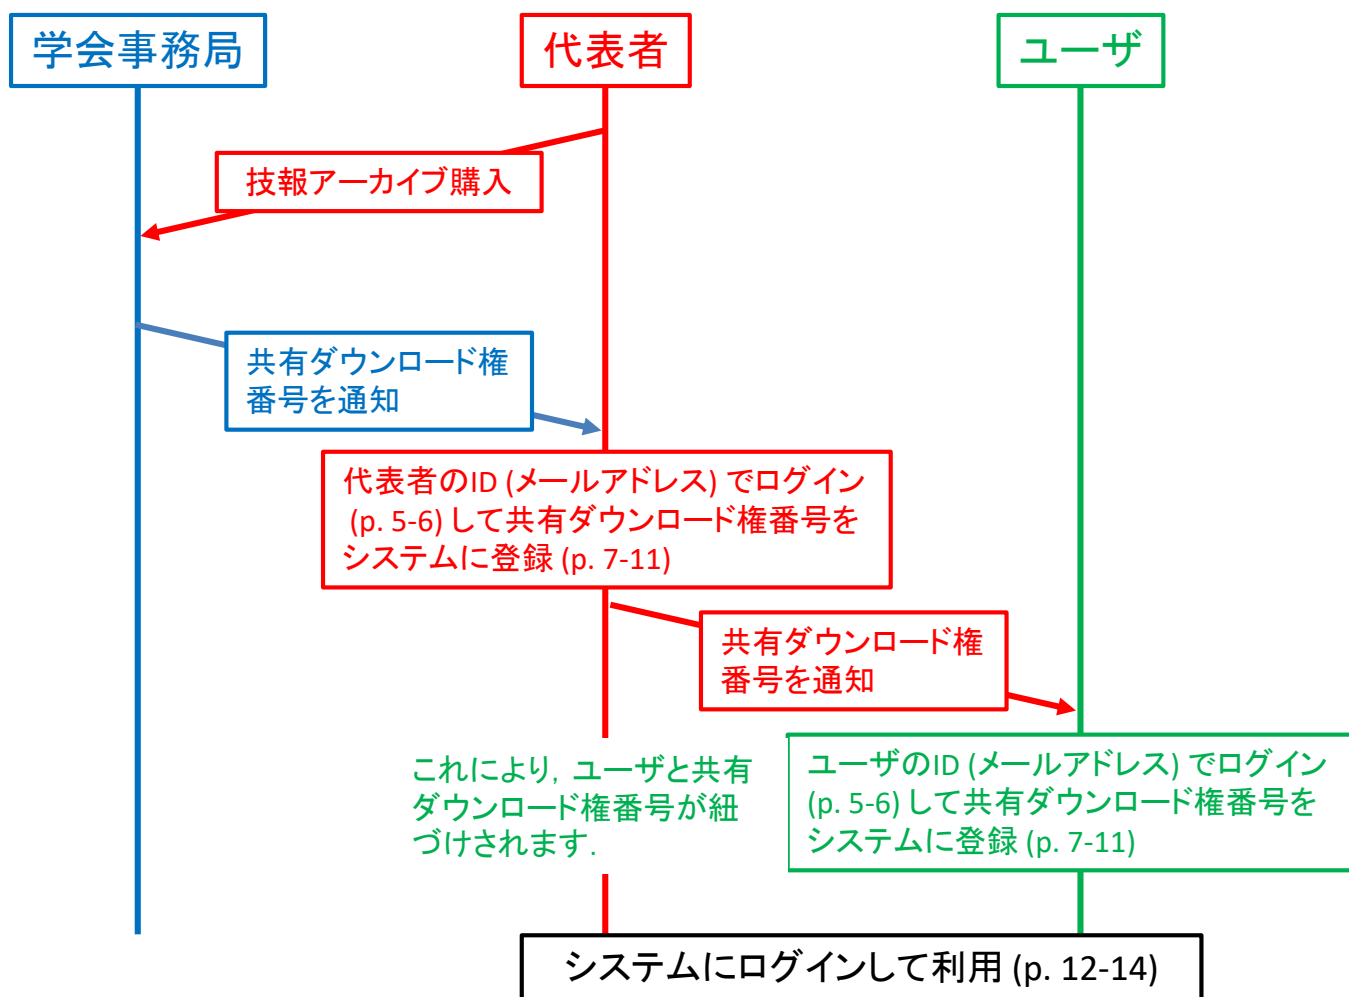 学会事務局
代表者
ユーザ
技報アーカイブ購入
共有ダウンロード権
番号を通知
代表者のID (メールアドレス) でログイン
(p. 5-6) して共有ダウンロード権番号を
システムに登録 (p. 7-11)
共有ダウンロード権
番号を通知
これにより, ユーザと共有
ダウンロード権番号が紐
づけされます.
ユーザのID (メールアドレス) でログイン
(p. 5-6) して共有ダウンロード権番号を
システムに登録 (p. 7-11)
システムにログインして利用 (p. 12-14)